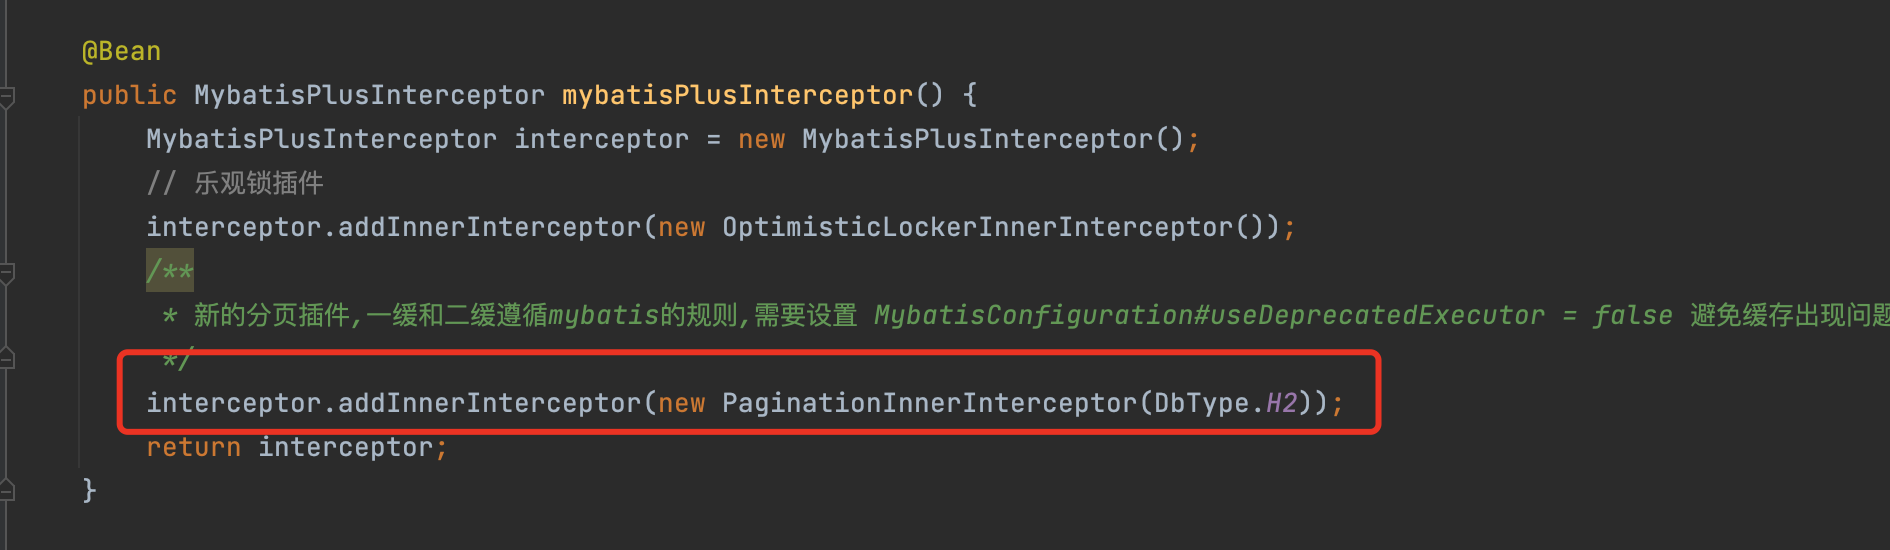 @Bean
public MybatisPlusInterceptor mybatisPlusInterceptor() {
MybatisPlusInterceptor interceptor = new MybatisPlusInterceptor();
// 乐观锁插件
interceptor.addInnerInterceptor(new OptimisticLockerInnerInterceptor());
/**
* 新的分页插件,一缓和二缓遵循mybatis的规则,需要设置 MybatisConfiguration#useDeprecatedExecutor = false 避免缓存出现问题
*/
interceptor.addInnerInterceptor(new PaginationInnerInterceptor(DbType.H2));
return interceptor;
}